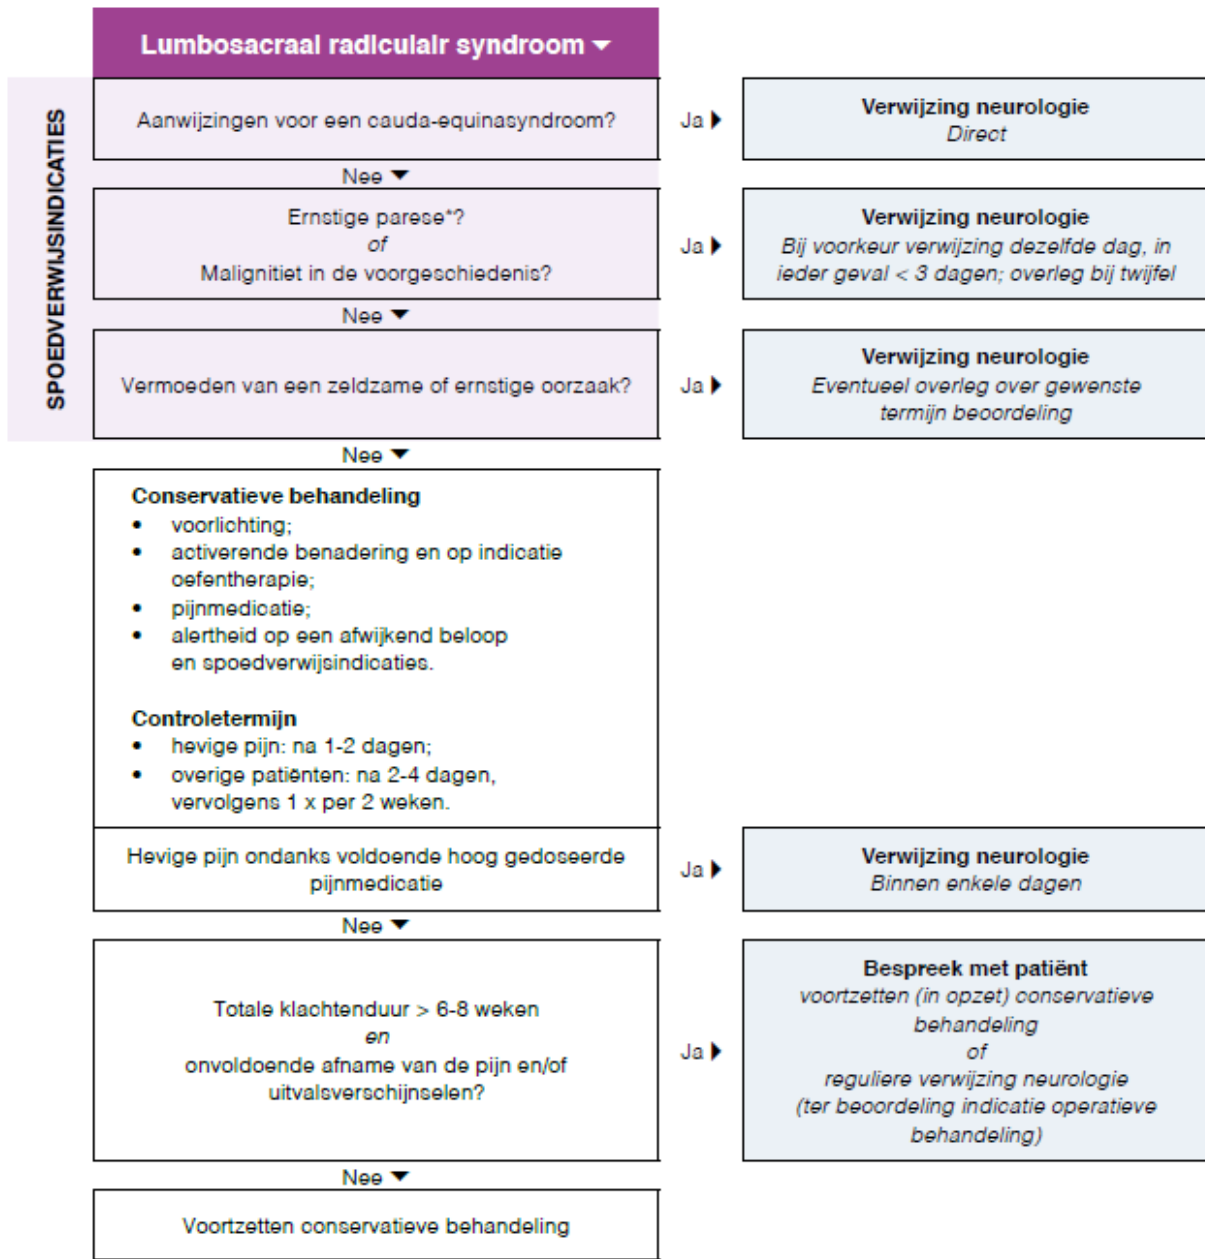 Lumbosacraal radiculair syndroom
SPOEDVERWIJSINDICATIES
Aanwijzingen voor een cauda-equinasyndroom?
Ja
Verwijzing neurologie
Direct
Nee
Ernstige parese*?
of
Malignitiet in de voorgeschiedenis?
Ja
Verwijzing neurologie
Bij voorkeur verwijzing dezelfde dag, in
ieder geval < 3 dagen; overleg bij twijfel
Nee
Vermoeden van een zeldzame of ernstige oorzaak?
Ja
Verwijzing neurologie
Eventueel overleg over gewenste
termijn beoordeling
Nee
Conservatieve behandeling
• voorlichting;
• activerende benadering en op indicatie
oefentherapie;
• pijnmedicatie;
• alertheid op een afwijkend beloop
en spoedverwijsindicaties.
Controletermijn
• hevige pijn: na 1-2 dagen;
• overige patiënten: na 2-4 dagen,
vervolgens 1 x per 2 weken.
Hevige pijn ondanks voldoende hoog gedoseerde
pijnmedicatie
Ja
Verwijzing neurologie
Binnen enkele dagen
Nee
Totale klachtenduur > 6-8 weken
en
onvoldoende afname van de pijn en/of
uitvalsverschijnselen?
Ja
Bespreek met patiënt
voortzetten (in opzet) conservatieve
behandeling
of
reguliere verwijzing neurologie
(ter beoordeling indicatie operatieve
behandeling)
Nee
Voortzetten conservatieve behandeling